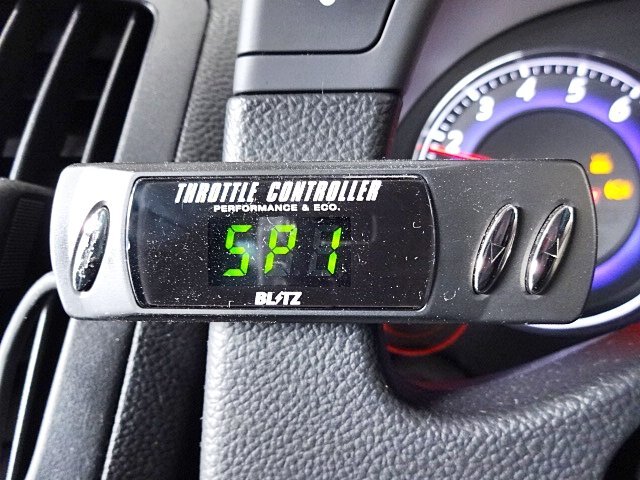 THROTTLE CONTROLLER
PERFORMANCE & ECO.
SP1
BLITZ
2
3
4
5
6